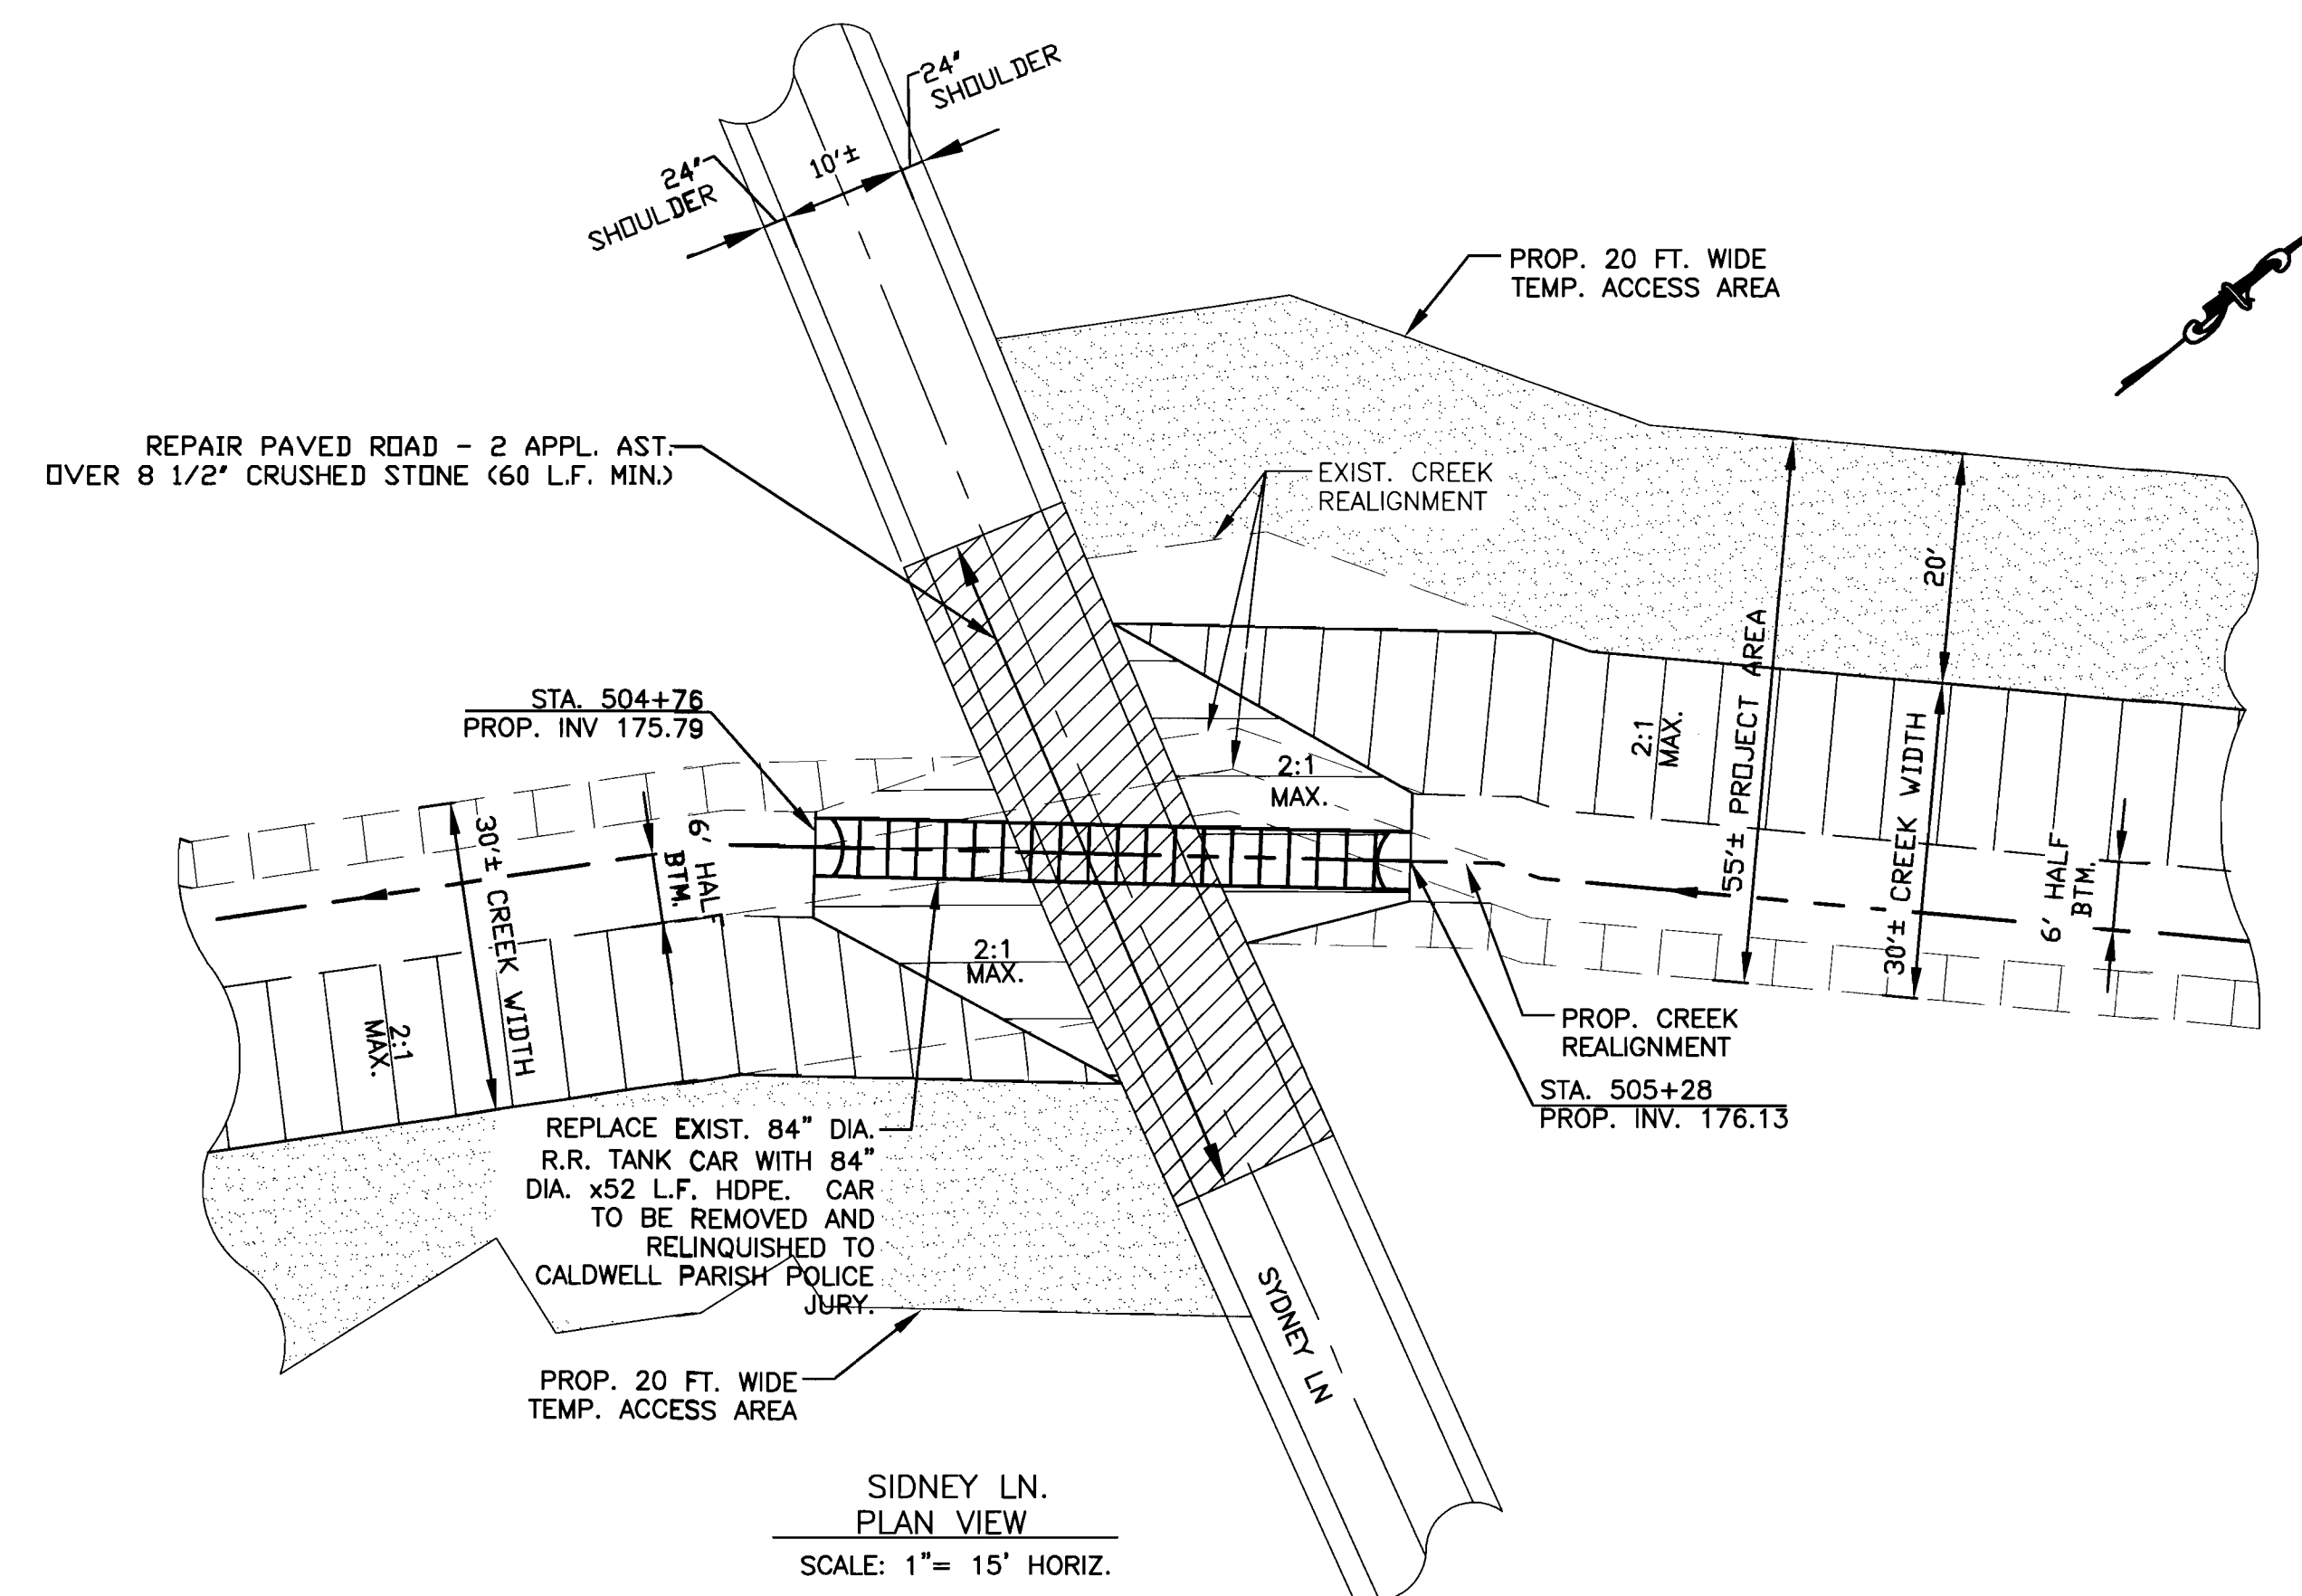 24"
SHOULDER
24"
SHOULDER
10'±
PROP. 20 FT. WIDE
TEMP. ACCESS AREA
REPAIR PAVED ROAD - 2 APPL. AST.
OVER 8 1/2" CRUSHED STONE (60 L.F. MIN.)
EXIST. CREEK
REALIGNMENT
20'
55'± PROJECT AREA
30'± CREEK WIDTH
2:1
MAX.
6' HALF
BTM.
STA. 504+76
PROP. INV 175.79
2:1
MAX.
30'± CREEK WIDTH
6' HALF
BTM.
2:1
MAX.
2:1
MAX.
PROP. CREEK
REALIGNMENT
STA. 505+28
PROP. INV. 176.13
REPLACE EXIST. 84" DIA.
R.R. TANK CAR WITH 84"
DIA. x52 L.F. HDPE. CAR
TO BE REMOVED AND
RELINQUISHED TO
CALDWELL PARISH POLICE
JURY.
SYDNEY LN
PROP. 20 FT. WIDE
TEMP. ACCESS AREA
SIDNEY LN.
PLAN VIEW
SCALE: 1"= 15' HORIZ.